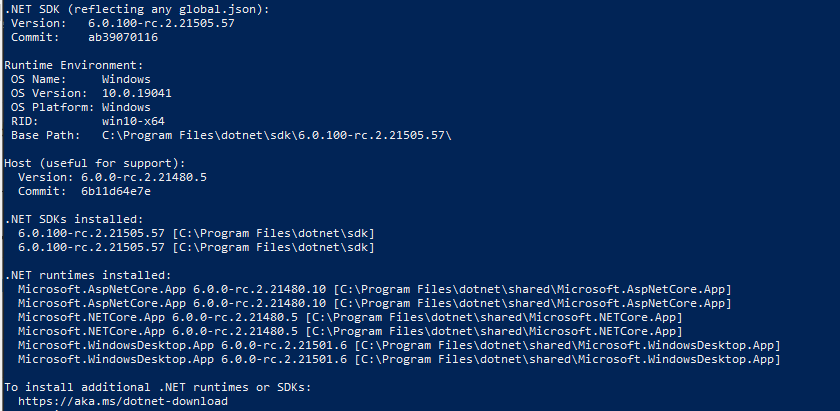 .NET SDK (reflecting any global.json):
 Version:   6.0.100-rc.2.21505.57
 Commit:    ab39070116
Runtime Environment:
 OS Name:     Windows
 OS Version:  10.0.19041
 OS Platform: Windows
 RID:         win10-x64
 Base Path:   C:\Program Files\dotnet\sdk\6.0.100-rc.2.21505.57\
Host (useful for support):
  Version: 6.0.0-rc.2.21480.5
  Commit:  6b11d64e7e
.NET SDKs installed:
  6.0.100-rc.2.21505.57 [C:\Program Files\dotnet\sdk]
  6.0.100-rc.2.21505.57 [C:\Program Files\dotnet\sdk]
.NET runtimes installed:
  Microsoft.AspNetCore.App 6.0.0-rc.2.21480.10 [C:\Program Files\dotnet\shared\Microsoft.AspNetCore.App]
  Microsoft.AspNetCore.App 6.0.0-rc.2.21480.10 [C:\Program Files\dotnet\shared\Microsoft.AspNetCore.App]
  Microsoft.NETCore.App 6.0.0-rc.2.21480.5 [C:\Program Files\dotnet\shared\Microsoft.NETCore.App]
  Microsoft.NETCore.App 6.0.0-rc.2.21480.5 [C:\Program Files\dotnet\shared\Microsoft.NETCore.App]
  Microsoft.WindowsDesktop.App 6.0.0-rc.2.21501.6 [C:\Program Files\dotnet\shared\Microsoft.WindowsDesktop.App]
  Microsoft.WindowsDesktop.App 6.0.0-rc.2.21501.6 [C:\Program Files\dotnet\shared\Microsoft.WindowsDesktop.App]
To install additional .NET runtimes or SDKs:
  https://aka.ms/dotnet-download